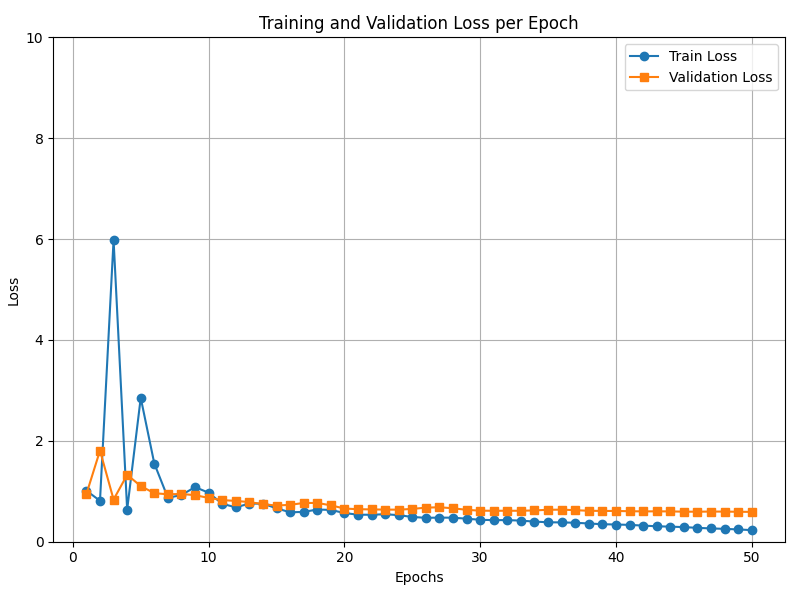 Training and Validation Loss per Epoch
Train Loss
Validation Loss
10
8
6
4
2
0
Loss
0 10 20 30 40 50
Epochs